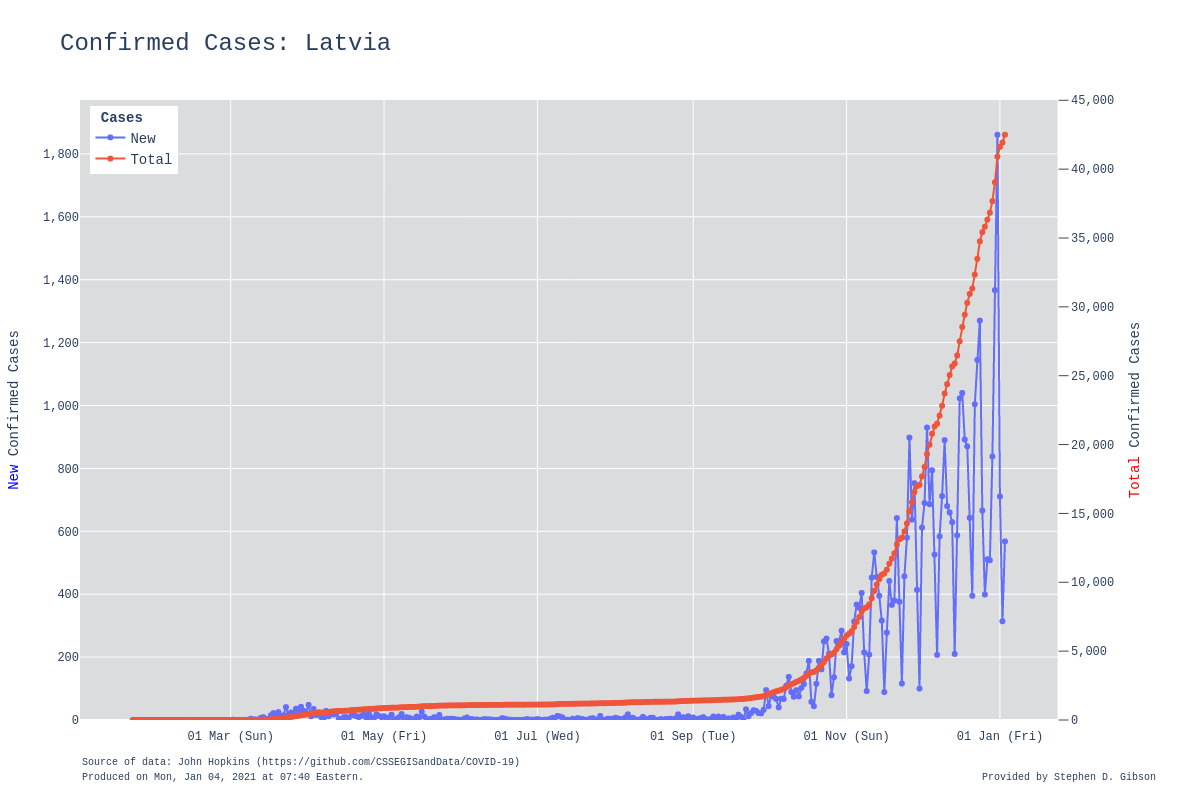 Confirmed Cases: Latvia
Cases
New
Total
1,800
1,600
1,400
1,200
1,000
800
600
400
200
0
New Confirmed Cases
45,000
40,000
35,000
30,000
25,000
20,000
15,000
10,000
5,000
0
Total Confirmed Cases
01 Mar (Sun) 01 May (Fri) 01 Jul (Wed) 01 Sep (Tue) 01 Nov (Sun) 01 Jan (Fri)
Source of data: John Hopkins (https://github.com/CSSEGISandData/COVID-19)
Produced on Mon, Jan 04, 2021 at 07:40 Eastern.
Provided by Stephen D. Gibson